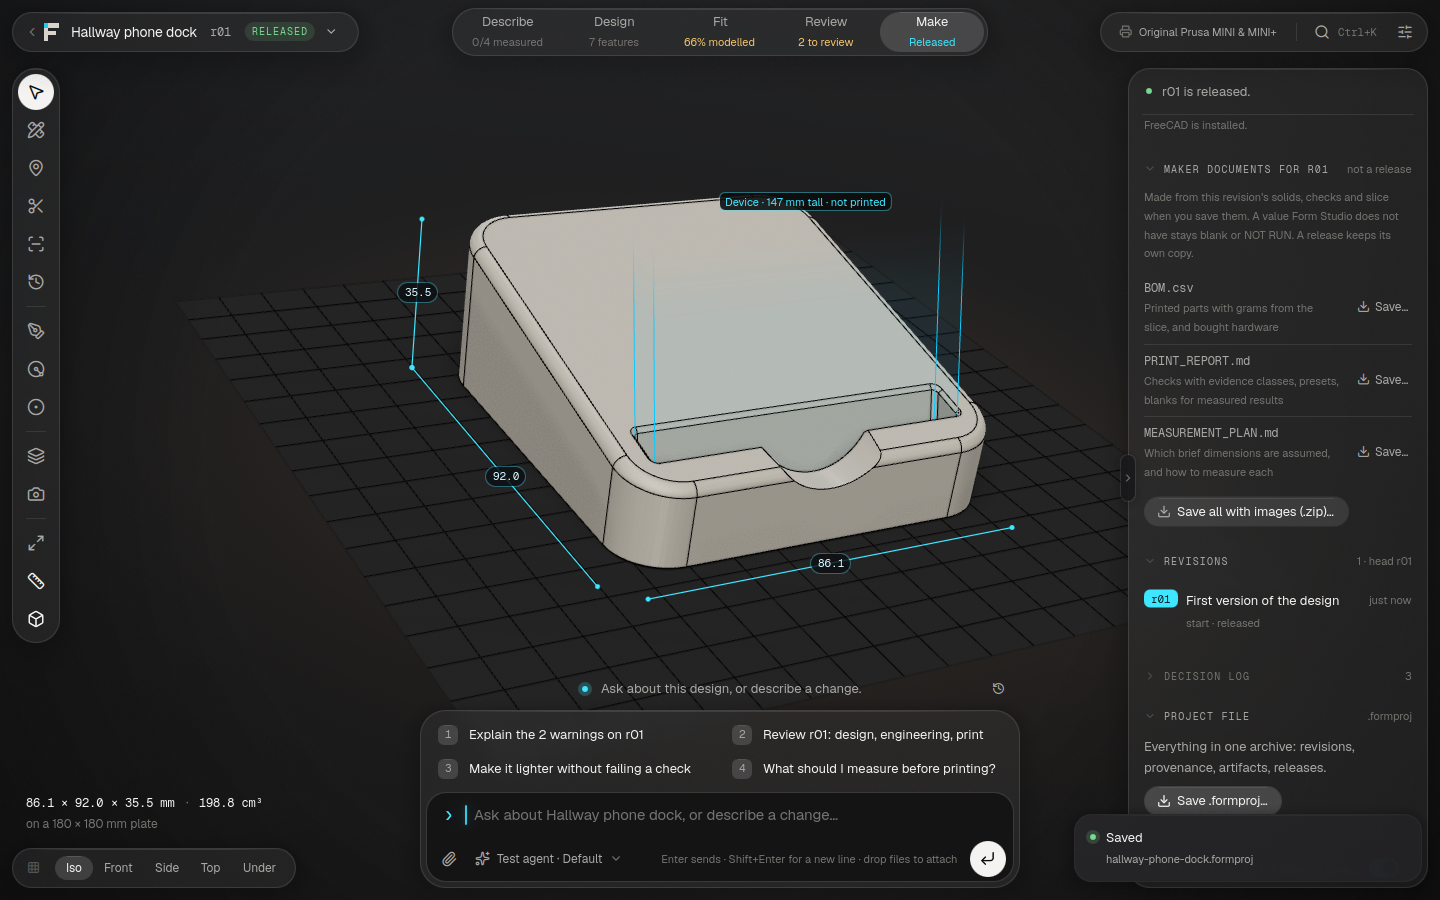 Hallway phone dock r01 RELEASED
Describe
0/4 measured
Design
7 features
Fit
66% modelled
Review
2 to review
Make
Released
Original Prusa MINI & MINI+
Ctrl+K
Device · 147 mm tall · not printed
35.5
92.0
86.1
r01 is released.
FreeCAD is installed.
MAKER DOCUMENTS FOR R01 not a release
Made from this revision's solids, checks and slice
when you save them. A value Form Studio does not
have stays blank or NOT RUN. A release keeps its
own copy.
BOM.csv
Printed parts with grams from the
slice, and bought hardware
Save…
PRINT_REPORT.md
Checks with evidence classes, presets,
blanks for measured results
Save…
MEASUREMENT_PLAN.md
Which brief dimensions are assumed,
and how to measure each
Save…
Save all with images (.zip)…
REVISIONS 1 · head r01
r01 First version of the design just now
start · released
DECISION LOG 3
PROJECT FILE .formproj
Everything in one archive: revisions,
provenance, artifacts, releases.
Save .formproj…
Saved
hallway-phone-dock.formproj
Ask about this design, or describe a change.
1 Explain the 2 warnings on r01
2 Review r01: design, engineering, print
3 Make it lighter without failing a check
4 What should I measure before printing?
Ask about Hallway phone dock, or describe a change…
Test agent · Default
Enter sends · Shift+Enter for a new line · drop files to attach
86.1 × 92.0 × 35.5 mm · 198.8 cm³
on a 180 × 180 mm plate
Iso Front Side Top Under